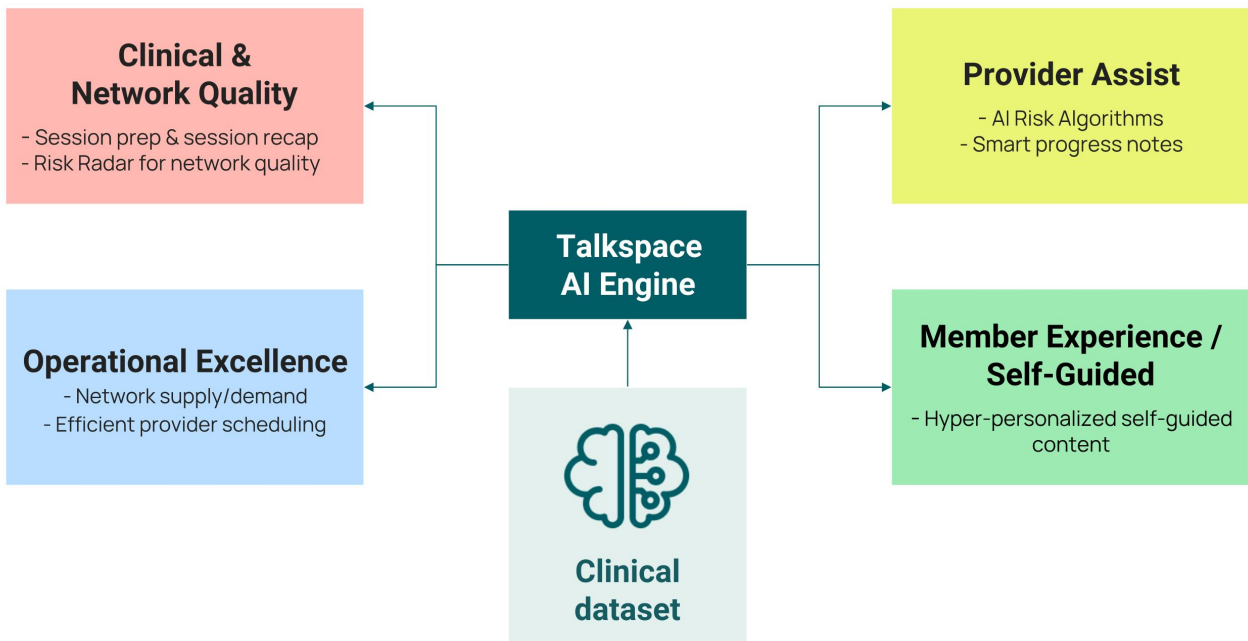 Clinical &
Network Quality
- Session prep & session recap
- Risk Radar for network quality
Provider Assist
- AI Risk Algorithms
- Smart progress notes
Talkspace
AI Engine
Operational Excellence
- Network supply/demand
- Efficient provider scheduling
Member Experience /
Self-Guided
- Hyper-personalized self-guided
content
Clinical
dataset